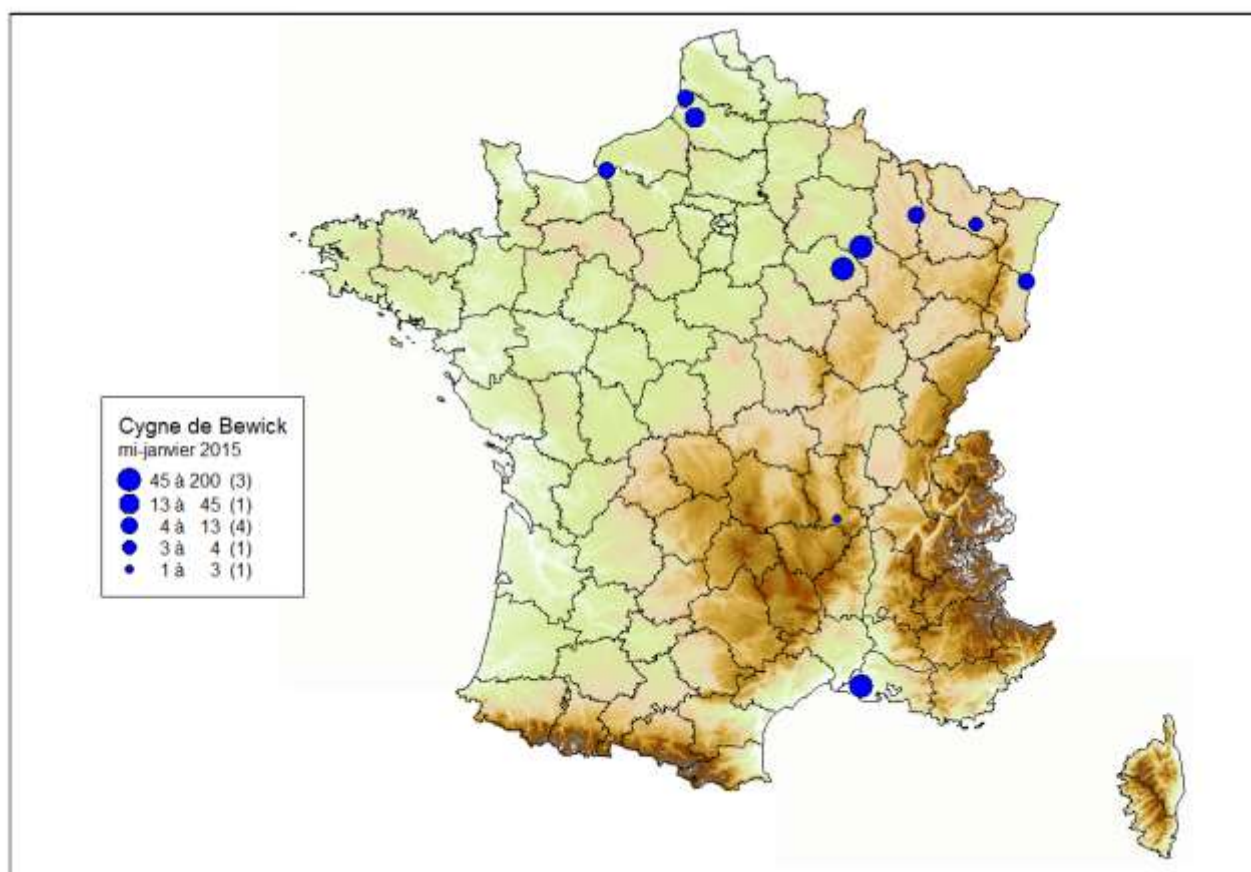 Cygne de Bewick
mi-janvier 2015
45 à 200 (3)
13 à 45 (1)
4 à 13 (4)
3 à 4 (1)
1 à 3 (1)